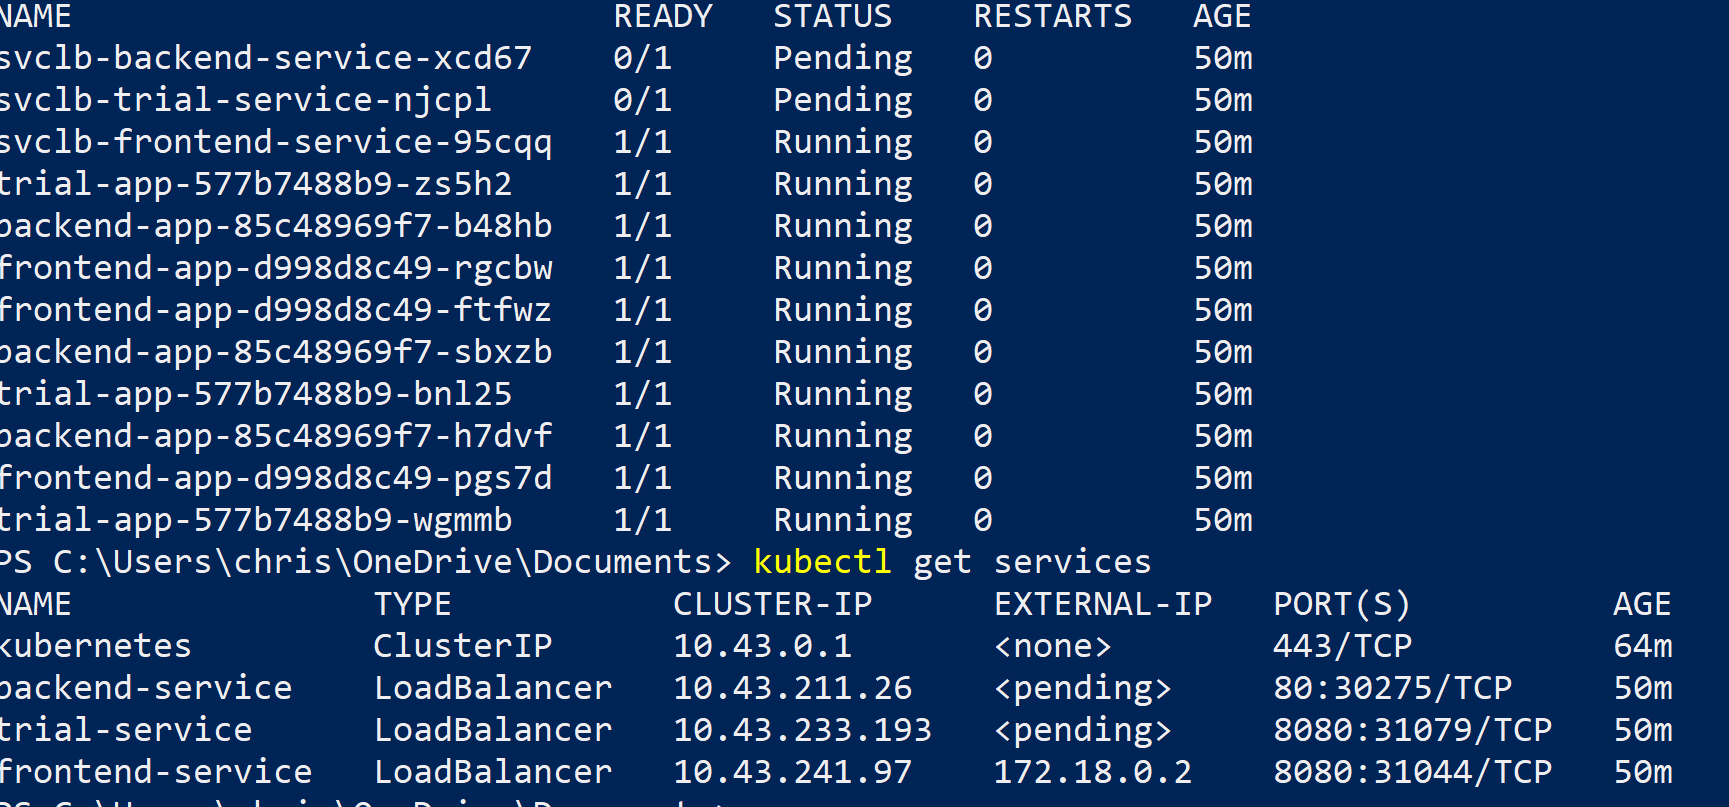 NAME READY STATUS RESTARTS AGE
svclb-backend-service-xcd67 0/1 Pending 0 50m
svclb-trial-service-njcpl 0/1 Pending 0 50m
svclb-frontend-service-95cqq 1/1 Running 0 50m
trial-app-577b7488b9-zs5h2 1/1 Running 0 50m
backend-app-85c48969f7-b48hb 1/1 Running 0 50m
frontend-app-d998d8c49-rgcbw 1/1 Running 0 50m
frontend-app-d998d8c49-ftfwz 1/1 Running 0 50m
backend-app-85c48969f7-sbxzb 1/1 Running 0 50m
trial-app-577b7488b9-bnl25 1/1 Running 0 50m
backend-app-85c48969f7-h7dvf 1/1 Running 0 50m
frontend-app-d998d8c49-pgs7d 1/1 Running 0 50m
trial-app-577b7488b9-wgmmb 1/1 Running 0 50m
PS C:\Users\chris\OneDrive\Documents> kubectl get services
NAME TYPE CLUSTER-IP EXTERNAL-IP PORT(S) AGE
kubernetes ClusterIP 10.43.0.1 <none> 443/TCP 64m
backend-service LoadBalancer 10.43.211.26 <pending> 80:30275/TCP 50m
trial-service LoadBalancer 10.43.233.193 <pending> 8080:31079/TCP 50m
frontend-service LoadBalancer 10.43.241.97 172.18.0.2 8080:31044/TCP 50m
PS C:\Users\chris\OneDrive\Documents>